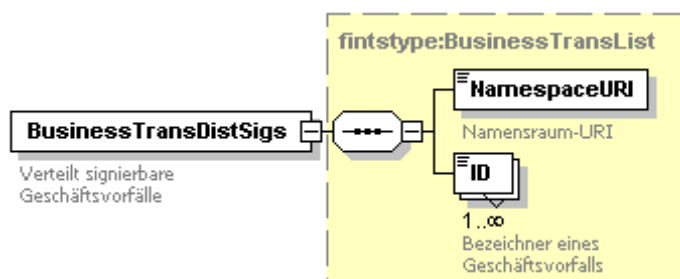 fintstype:BusinessTransList
NamespaceURI
Namensraum-URI
BusinessTransDistSigs
Verteilt signierbare
Geschäftsvorfälle
ID
1..∞
Bezeichner eines
Geschäftsvorfalls